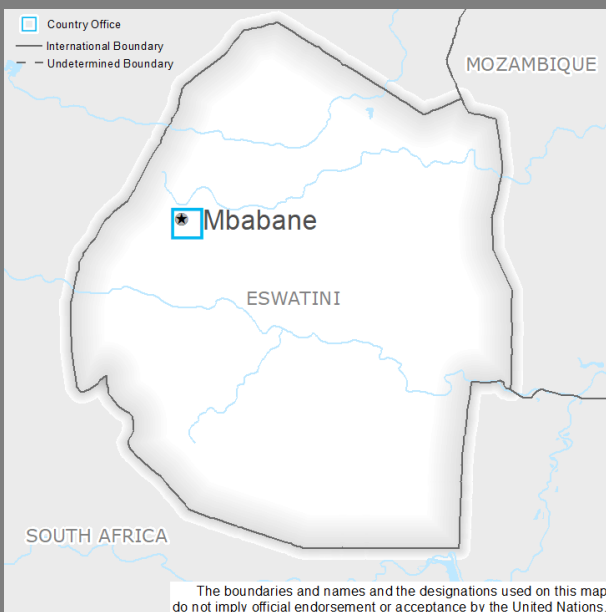 Country Office
International Boundary
Undetermined Boundary
MOZAMBIQUE
Mbabane
ESWATINI
SOUTH AFRICA
The boundaries and names and the designations used on this map
do not imply official endorsement or acceptance by the United Nations.